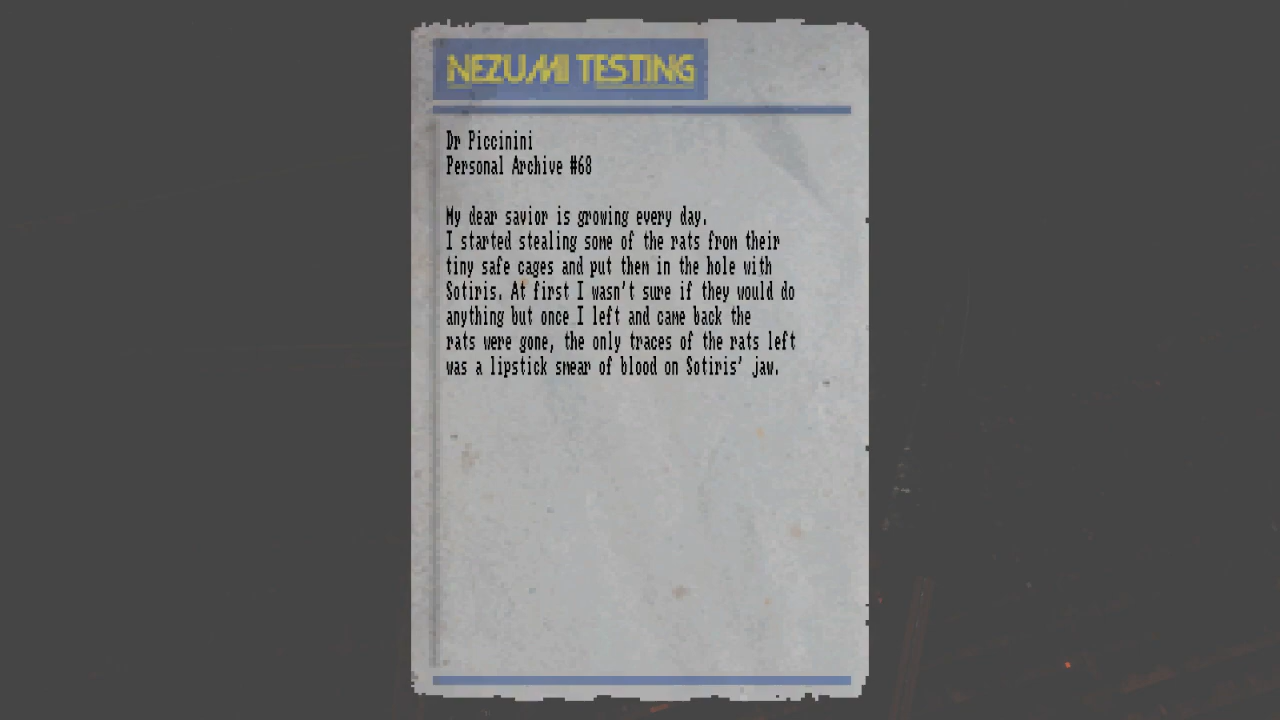 NEZUMI TESTING
Dr Piccinini
Personal Archive #68
My dear savior is growing every day.
I started stealing some of the rats from their
tiny safe cages and put them in the hole with
Sotiris. At first I wasn't sure if they would do
anything but once I left and came back the
rats were gone, the only traces of the rats left
was a lipstick smear of blood on Sotiris' jaw.